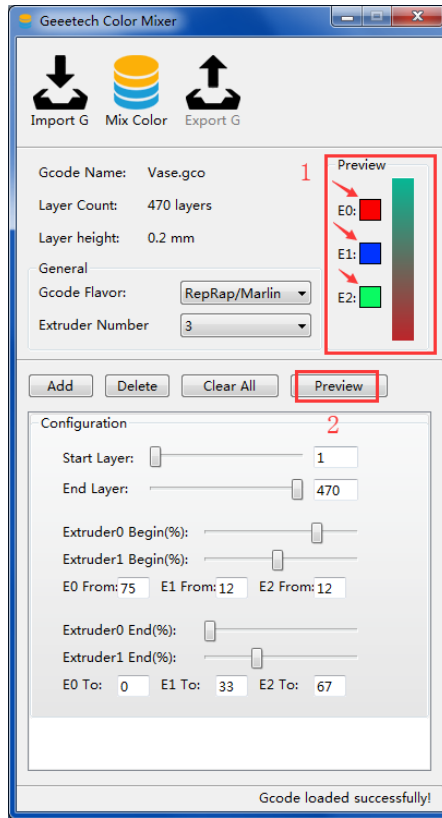 Geeetech Color Mixer
Import G Mix Color Export G
Gcode Name: Vase.gco
Layer Count: 470 layers
Layer height: 0.2 mm
General
Gcode Flavor: RepRap/Marlin
Extruder Number 3
1
Preview
E0:
E1:
E2:
Add Delete Clear All Preview
2
Configuration
Start Layer: 1
End Layer: 470
Extruder0 Begin(%):
Extruder1 Begin(%):
E0 From: 75 E1 From: 12 E2 From: 12
Extruder0 End(%):
Extruder1 End(%):
E0 To: 0 E1 To: 33 E2 To: 67
Gcode loaded successfully!